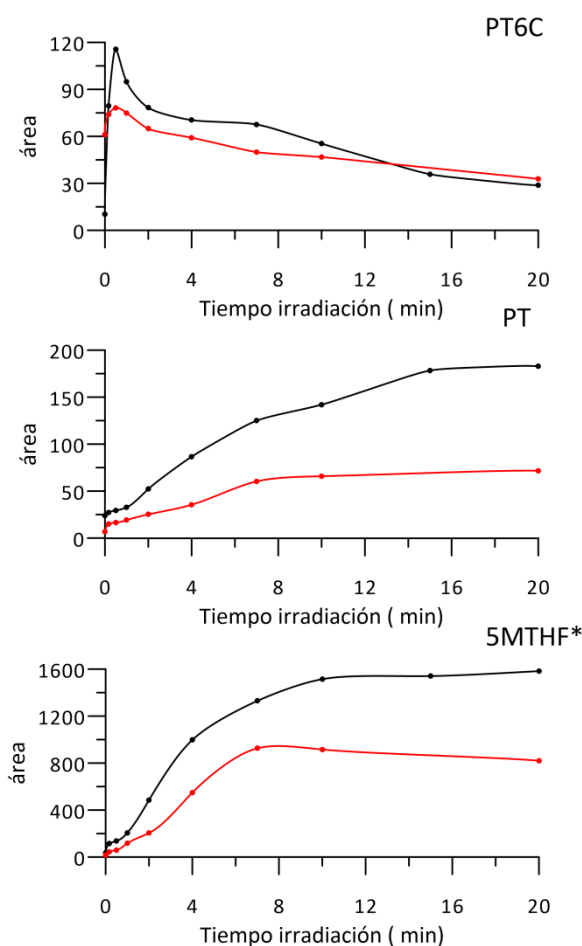 PT6C
120
90
60
30
0
área
0 4 8 12 16 20
Tiempo irradiación ( min)
PT
200
150
100
50
0
área
0 4 8 12 16 20
Tiempo irradiación ( min)
5MTHF*
1600
1200
800
400
0
área
0 4 8 12 16 20
Tiempo irradiación ( min)